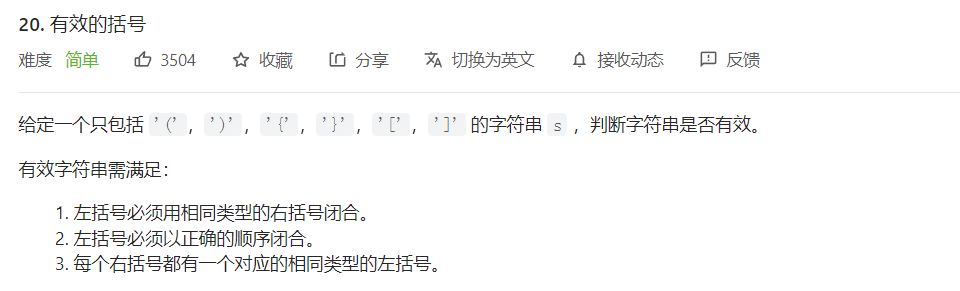 20. 有效的括号
难度 简单 3504 收藏 分享 切换为英文 接收动态 反馈
给定一个只包括 '(', ')', '{', '}', '[', ']' 的字符串 s ，判断字符串是否有效。
有效字符串需满足：
1. 左括号必须用相同类型的右括号闭合。
2. 左括号必须以正确的顺序闭合。
3. 每个右括号都有一个对应的相同类型的左括号。